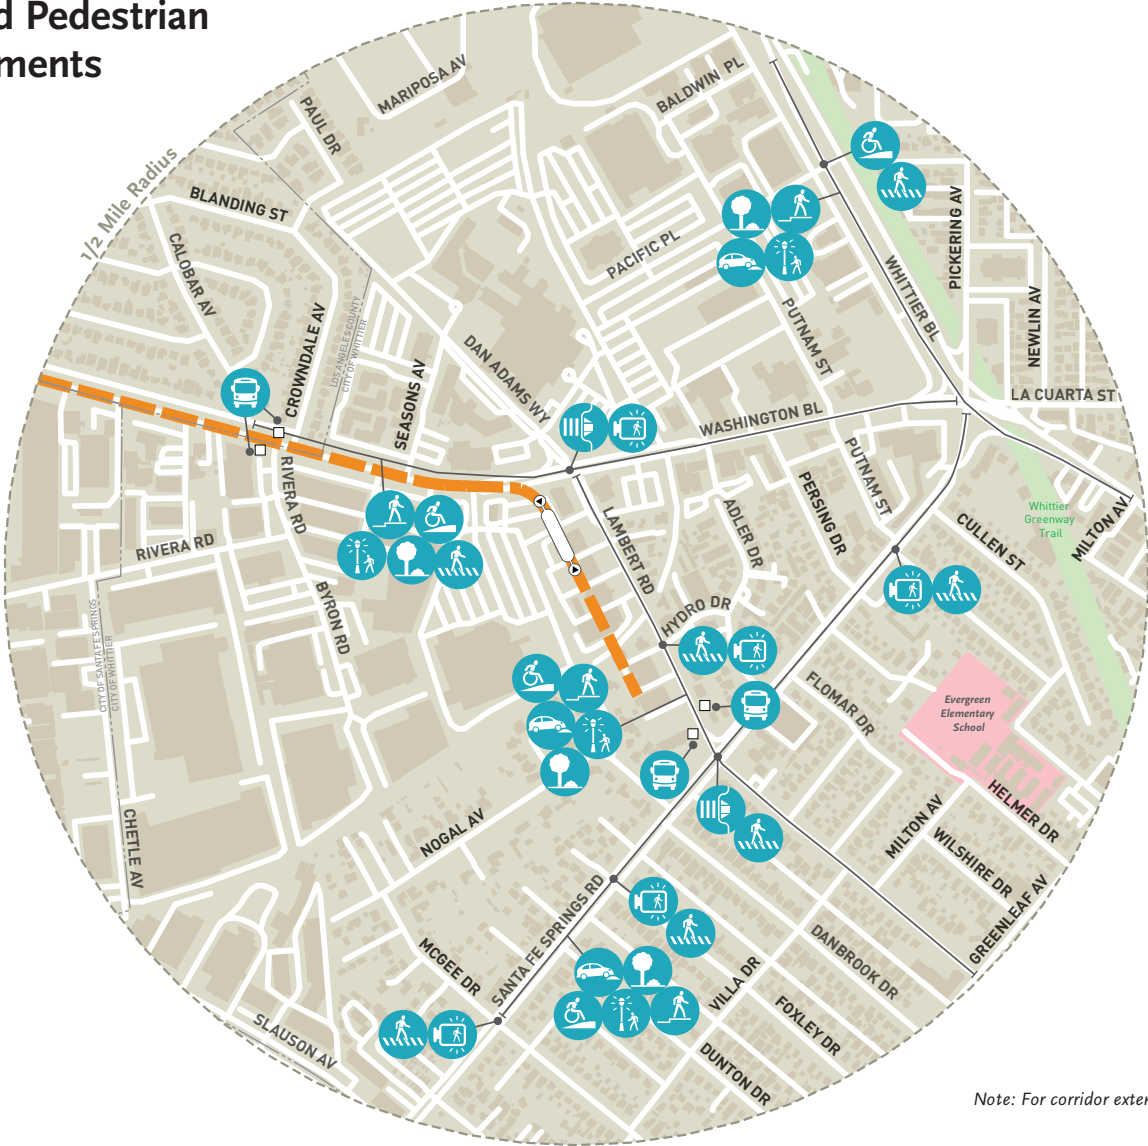 d Pedestrian
ments
1/2 Mile Radius
MARIPOSA AV
BALDWIN PL
PAUL DR
BLANDING ST
CALOBAR AV
PACIFIC PL
PICKERING AV
WHITTIER BL
NEWLIN AV
PUTNAM ST
CROWNDALE AV
LOS ANGELES COUNTY
CITY OF WHITTIER
SEASONS AV
DAN ADAMS WY
LA CUARTA ST
WASHINGTON BL
PUTNAM ST
PERSING DR
ADLER DR
RIVERA RD
RIVERA RD
LAMBERT RD
Whittier
Greenway
Trail
MILTON AV
CULLEN ST
BYRON RD
HYDRO DR
CITY OF SANTA FE SPRINGS
CITY OF WHITTIER
FLOMAR DR
Evergreen
Elementary
School
HELMER DR
CHETLE AV
NOGAL AV
MILTON AV
WILSHIRE DR
GREENLEAF AV
SANTA FE SPRINGS RD
MCGEE DR
DANBROOK DR
VILLA DR
FOXLEY DR
SLAUSON AV
DUNTON DR
Note: For corridor exter